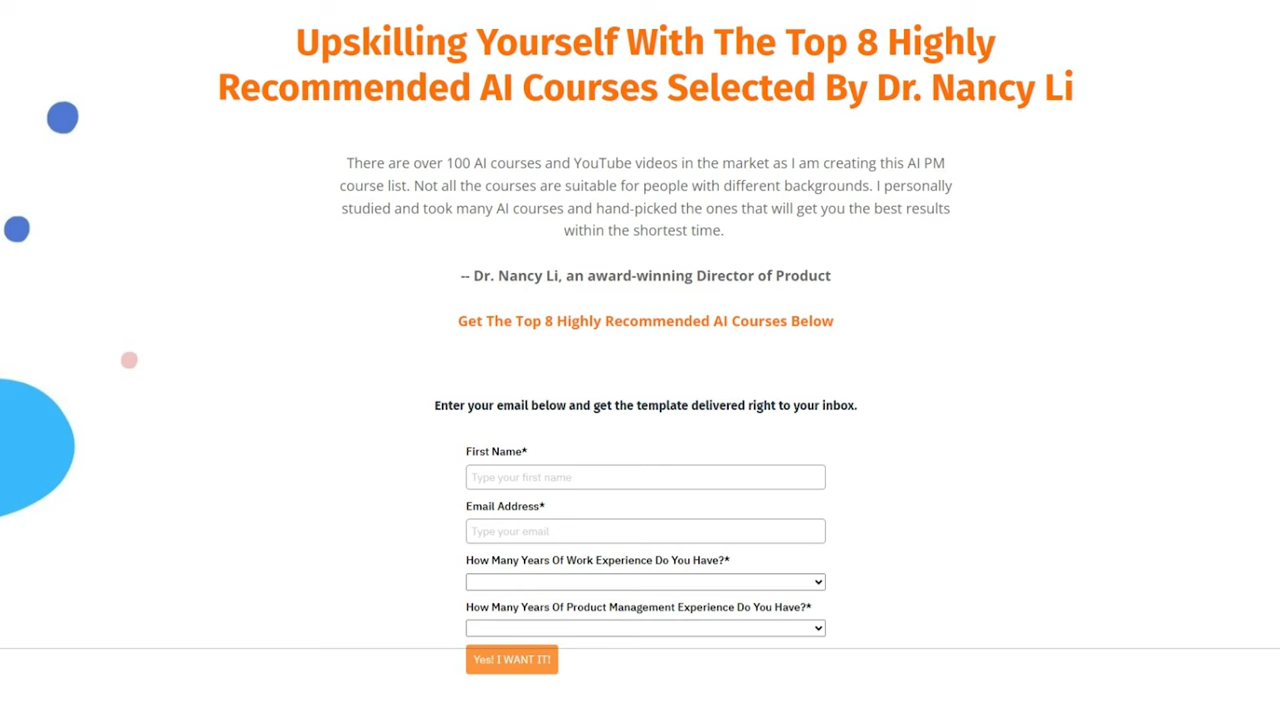 Upskilling Yourself With The Top 8 Highly
Recommended AI Courses Selected By Dr. Nancy Li
There are over 100 AI courses and YouTube videos in the market as I am creating this AI PM
course list. Not all the courses are suitable for people with different backgrounds. I personally
studied and took many AI courses and hand-picked the ones that will get you the best results
within the shortest time.
-- Dr. Nancy Li, an award-winning Director of Product
Get The Top 8 Highly Recommended AI Courses Below
Enter your email below and get the template delivered right to your inbox.
First Name*
Type your first name
Email Address*
Type your email
How Many Years Of Work Experience Do You Have?*
How Many Years Of Product Management Experience Do You Have?*
Yes! I WANT IT!